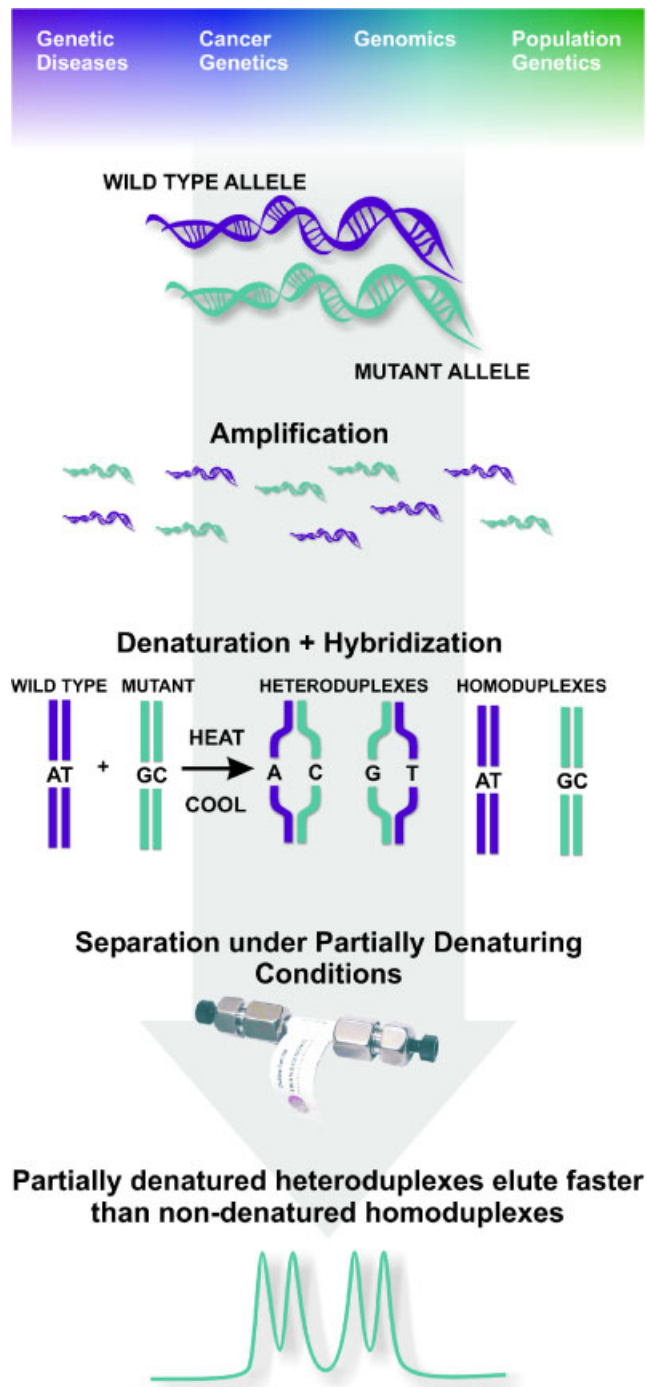 Genetic Diseases
Cancer Genetics
Genomics
Population Genetics
WILD TYPE ALLELE
MUTANT ALLELE
Amplification
Denaturation + Hybridization
WILD TYPE MUTANT HETERODUPLEXES HOMODUPLEXES
AT + GC HEAT COOL A C G T AT GC
Separation under Partially Denaturing
Conditions
Partially denatured heteroduplexes elute faster
than non-denatured homoduplexes